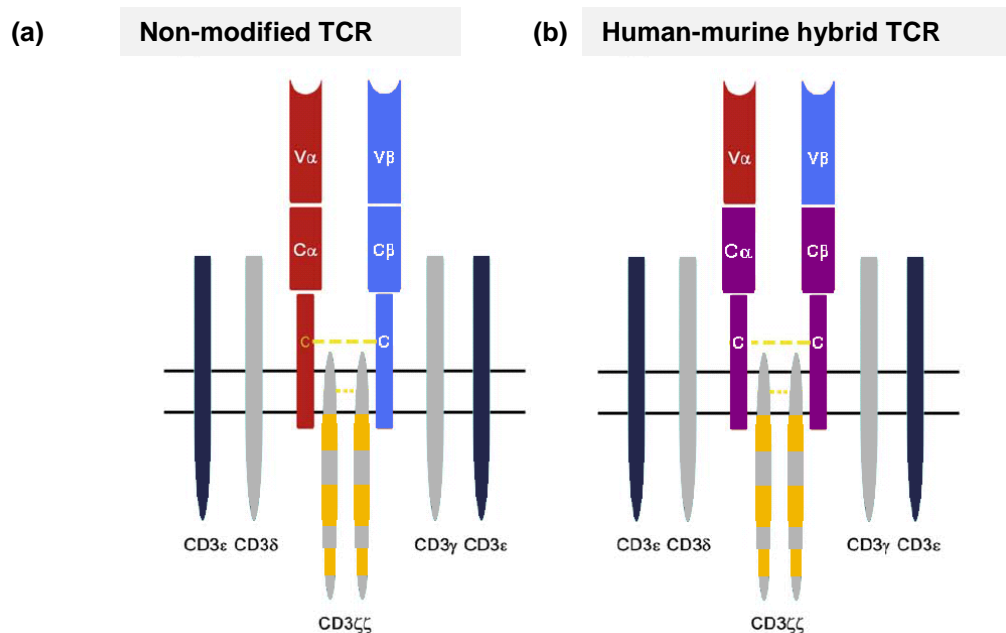 (a) Non-modified TCR
(b) Human-murine hybrid TCR
Vα Vβ
Cα Cβ
C C
CD3ε CD3δ CD3γ CD3ε
CD3ζζ
Vα Vβ
Cα Cβ
C C
CD3ε CD3δ CD3γ CD3ε
CD3ζζ